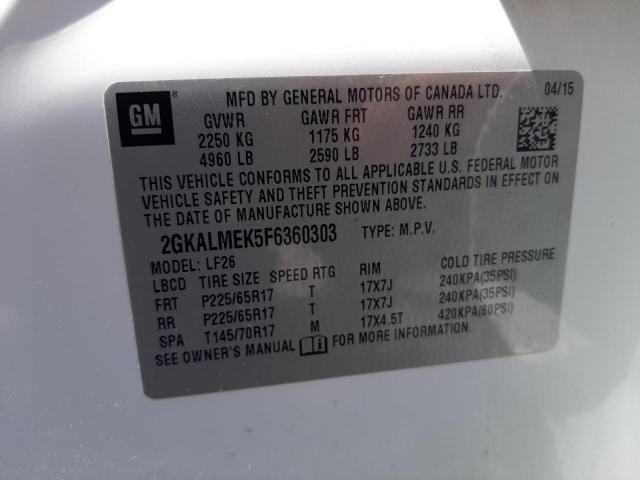 GM
MFD BY GENERAL MOTORS OF CANADA LTD. 04/15
GVWR GAWR FRT GAWR RR
2250 KG 1175 KG 1240 KG
4960 LB 2590 LB 2733 LB
THIS VEHICLE CONFORMS TO ALL APPLICABLE U.S. FEDERAL MOTOR
VEHICLE SAFETY AND THEFT PREVENTION STANDARDS IN EFFECT ON
THE DATE OF MANUFACTURE SHOWN ABOVE.
2GKALMEK5F6360303 TYPE: M.P.V.
MODEL: LF26
LBCD TIRE SIZE SPEED RTG RIM COLD TIRE PRESSURE
FRT P225/65R17 T 17X7J 240KPA(35PSI)
RR P225/65R17 T 17X7J 240KPA(35PSI)
SPA T145/70R17 M 17X4.5T 420KPA(60PSI)
SEE OWNER'S MANUAL FOR MORE INFORMATION